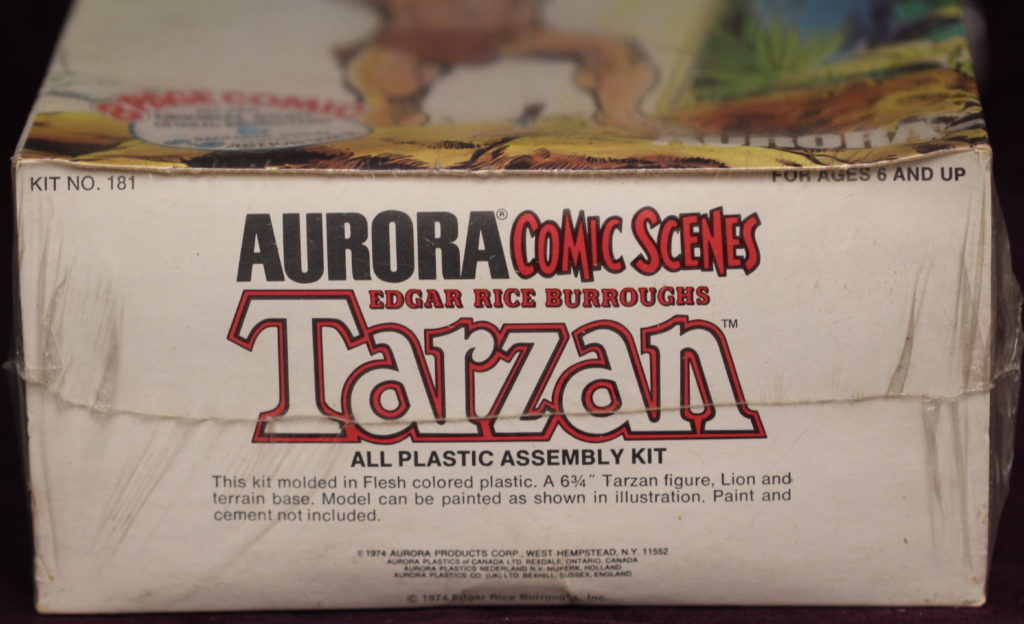 COMIC
AURORA
KIT NO. 181
FOR AGES 6 AND UP
AURORA® COMIC SCENES
EDGAR RICE BURROUGHS
Tarzan™
ALL PLASTIC ASSEMBLY KIT
This kit molded in Flesh colored plastic. A 6¾" Tarzan figure, Lion and
terrain base. Model can be painted as shown in illustration. Paint and
cement not included.
© 1974 AURORA PRODUCTS CORP., WEST HEMPSTEAD, N.Y. 11552
AURORA PLASTICS of CANADA LTD. REXDALE, ONTARIO, CANADA
AURORA PLASTICS NEDERLAND N.V. NIJKERK, HOLLAND
AURORA PLASTICS CO. (UK) LTD. BEXHILL, SUSSEX, ENGLAND
© 1974 Edgar Rice Burroughs, Inc.